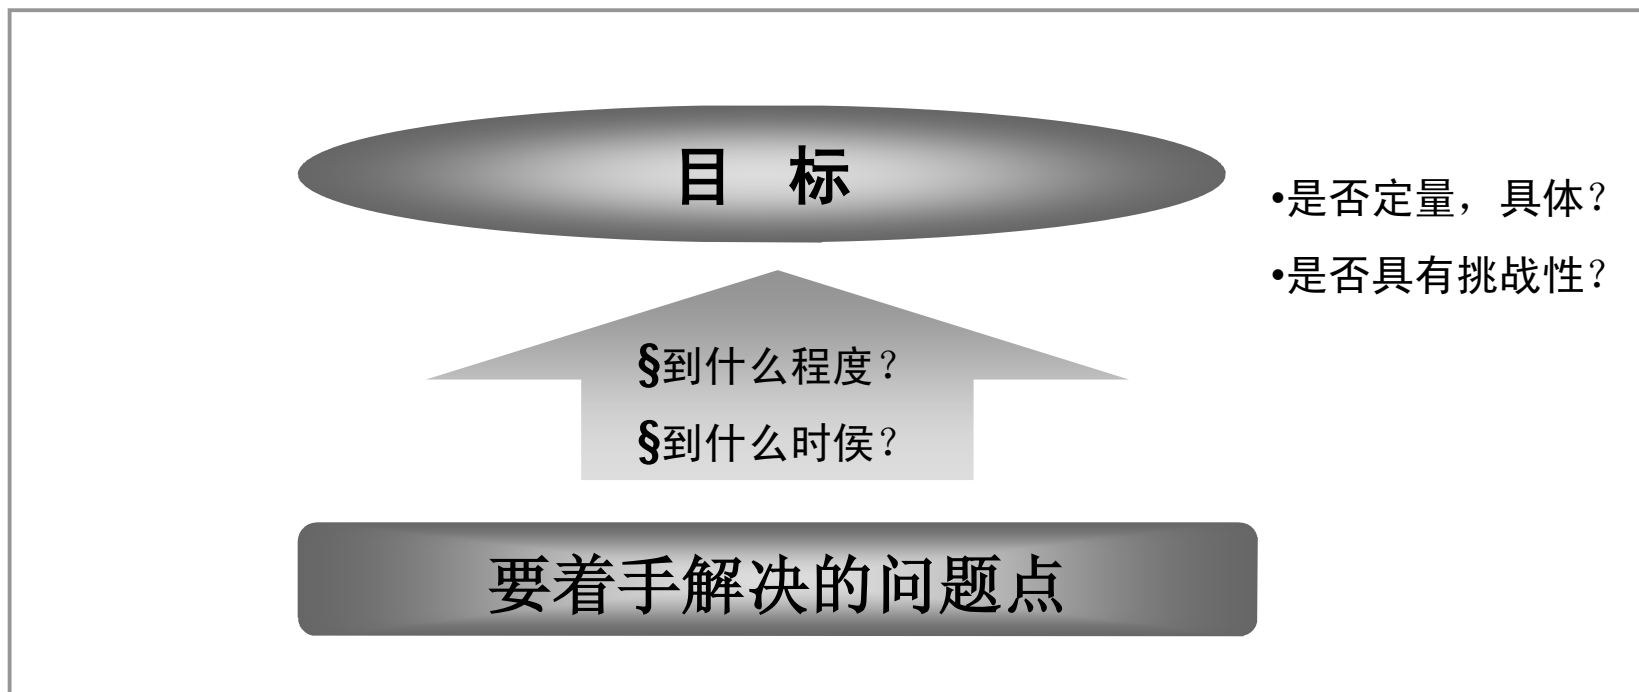 目 标
•是否定量，具体？
•是否具有挑战性？
§到什么程度？
§到什么时侯？
要着手解决的问题点